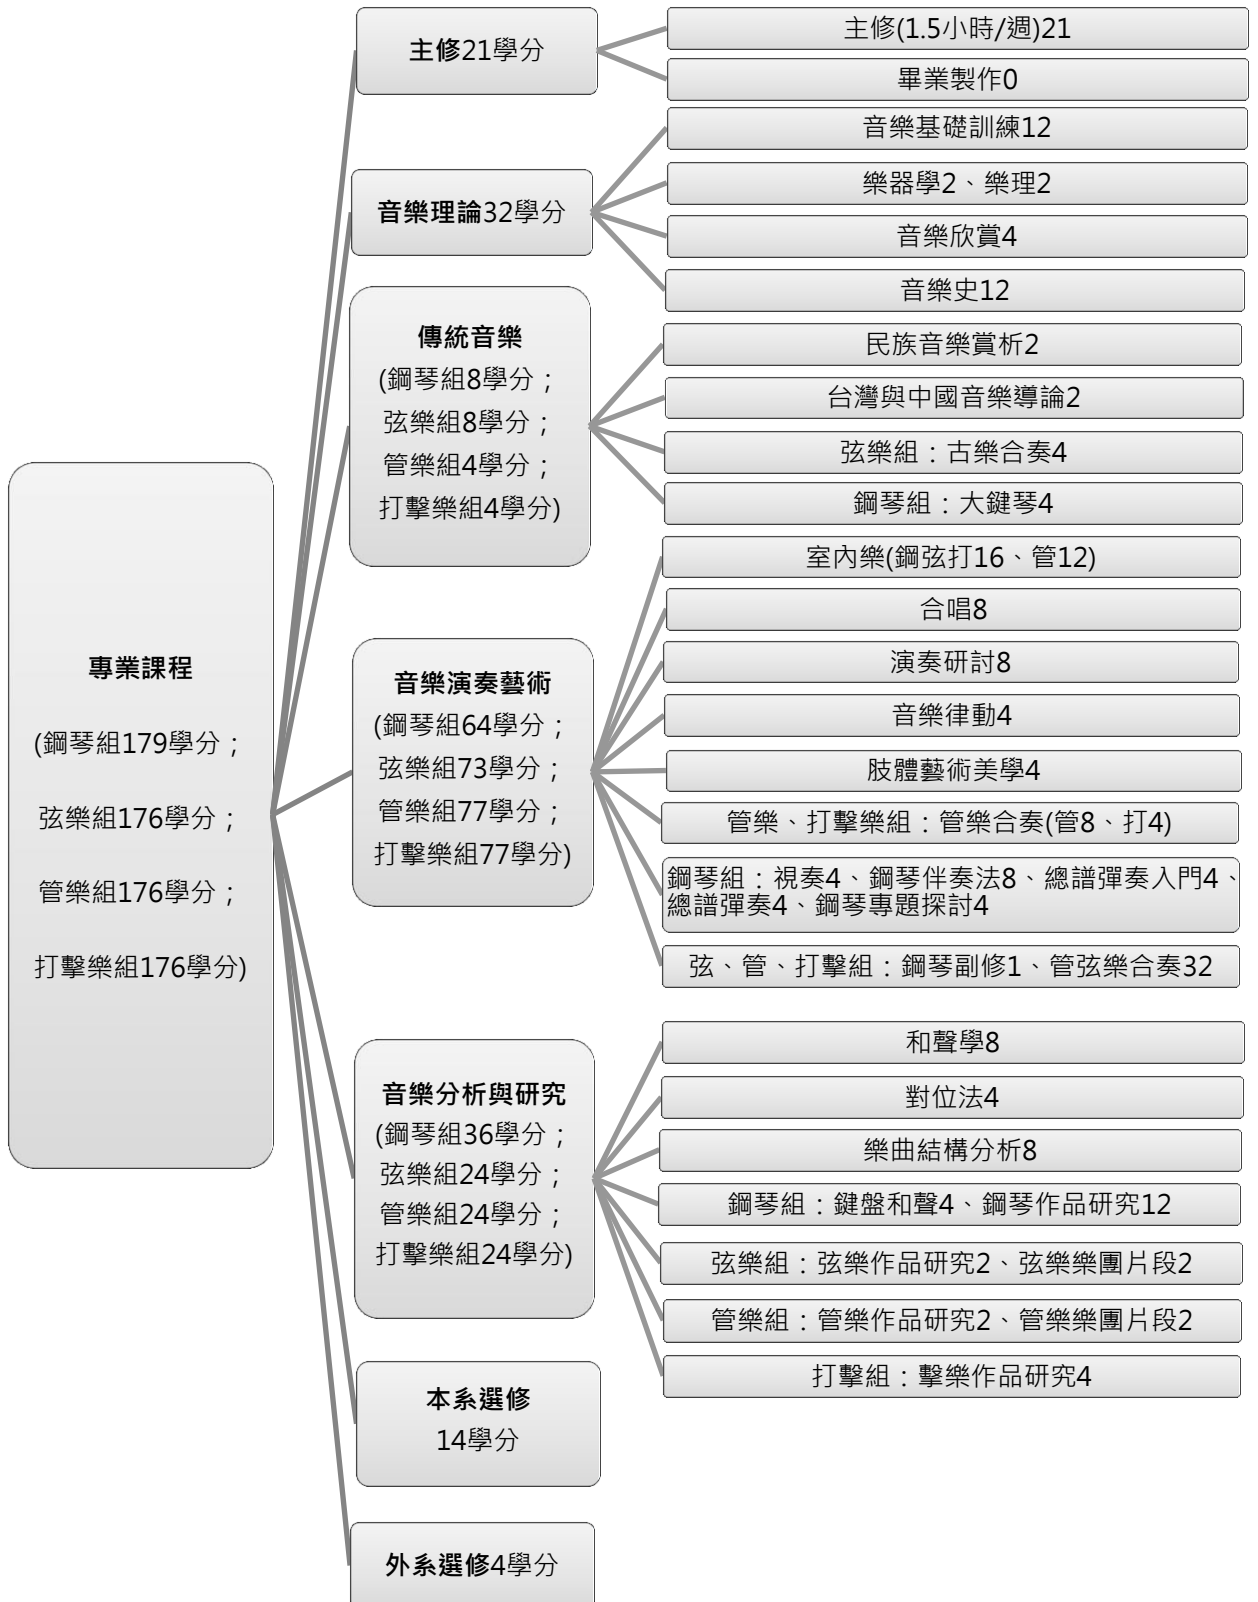 專業課程
(鋼琴組179學分；
弦樂組176學分；
管樂組176學分；
打擊樂組176學分)
主修21學分
主修(1.5小時/週)21
畢業製作0
音樂理論32學分
音樂基礎訓練12
樂器學2、樂理2
音樂欣賞4
音樂史12
傳統音樂
(鋼琴組8學分；
弦樂組8學分；
管樂組4學分；
打擊樂組4學分)
民族音樂賞析2
台灣與中國音樂導論2
弦樂組：古樂合奏4
鋼琴組：大鍵琴4
音樂演奏藝術
(鋼琴組64學分；
弦樂組73學分；
管樂組77學分；
打擊樂組77學分)
室內樂(鋼弦打16、管12)
合唱8
演奏研討8
音樂律動4
肢體藝術美學4
管樂、打擊樂組：管樂合奏(管8、打4)
鋼琴組：視奏4、鋼琴伴奏法8、總譜彈奏入門4、
總譜彈奏4、鋼琴專題探討4
弦、管、打擊組：鋼琴副修1、管弦樂合奏32
音樂分析與研究
(鋼琴組36學分；
弦樂組24學分；
管樂組24學分；
打擊樂組24學分)
和聲學8
對位法4
樂曲結構分析8
鋼琴組：鍵盤和聲4、鋼琴作品研究12
弦樂組：弦樂作品研究2、弦樂樂團片段2
管樂組：管樂作品研究2、管樂樂團片段2
打擊組：擊樂作品研究4
本系選修
14學分
外系選修4學分